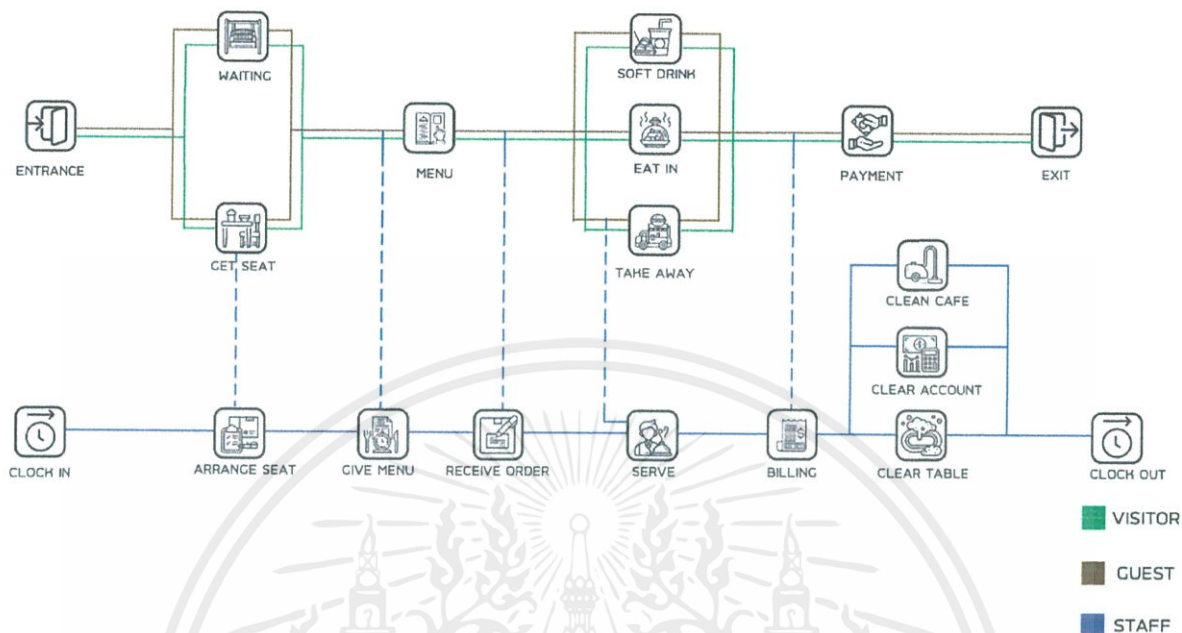 WAITING
SOFT DRINK
ENTRANCE
MENU
EAT IN
PAYMENT
EXIT
GET SEAT
TAKE AWAY
CLEAN CAFE
CLEAR ACCOUNT
CLOCK IN
ARRANGE SEAT
GIVE MENU
RECEIVE ORDER
SERVE
BILLING
CLEAR TABLE
CLOCK OUT
VISITOR
GUEST
STAFF